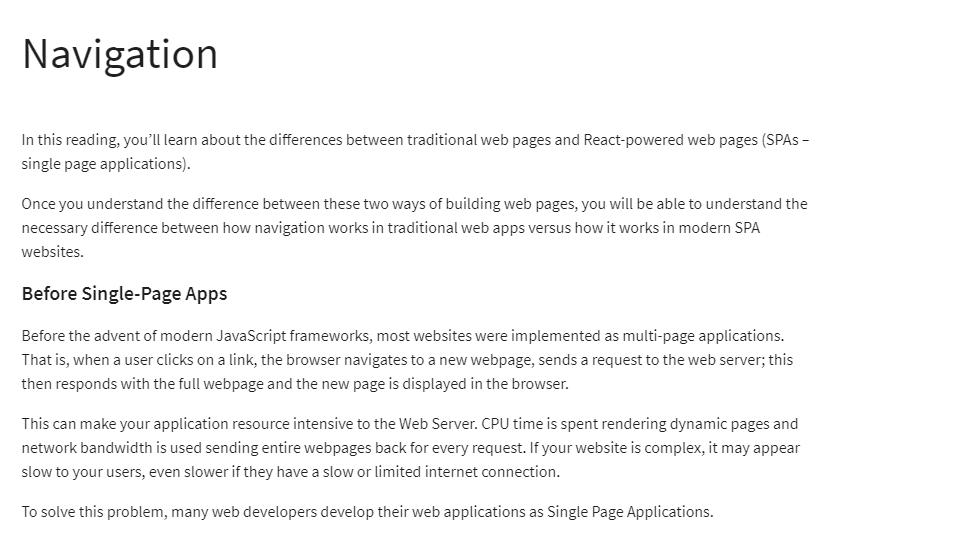 Navigation
In this reading, you’ll learn about the differences between traditional web pages and React-powered web pages (SPAs –
single page applications).
Once you understand the difference between these two ways of building web pages, you will be able to understand the
necessary difference between how navigation works in traditional web apps versus how it works in modern SPA
websites.
Before Single-Page Apps
Before the advent of modern JavaScript frameworks, most websites were implemented as multi-page applications.
That is, when a user clicks on a link, the browser navigates to a new webpage, sends a request to the web server; this
then responds with the full webpage and the new page is displayed in the browser.
This can make your application resource intensive to the Web Server. CPU time is spent rendering dynamic pages and
network bandwidth is used sending entire webpages back for every request. If your website is complex, it may appear
slow to your users, even slower if they have a slow or limited internet connection.
To solve this problem, many web developers develop their web applications as Single Page Applications.